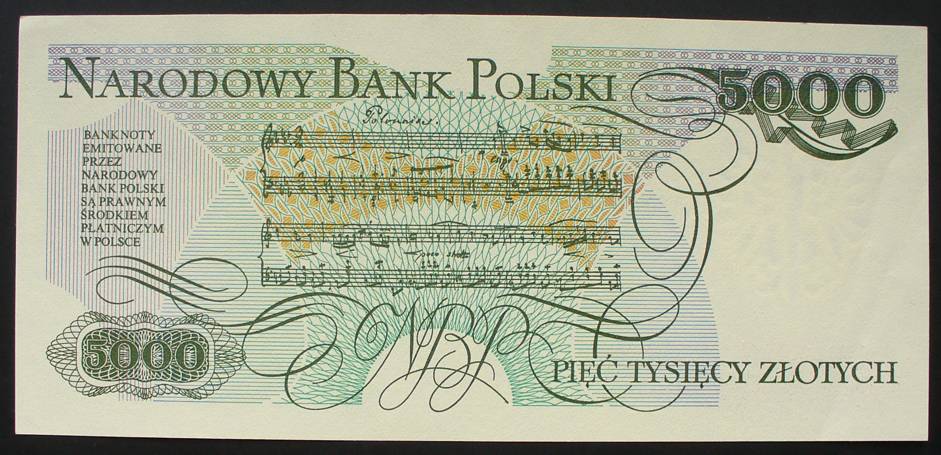 NARODOWY BANK POLSKI
5000
BANKNOTY
EMITOWANE
PRZEZ
NARODOWY
BANK POLSKI
SĄ PRAWNYM
ŚRODKIEM
PŁATNICZYM
W POLSCE
Polonaise.
NBP
5000
PIĘĆ TYSIĘCY ZŁOTYCH